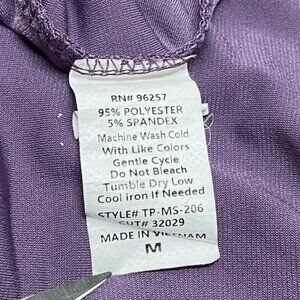 RN# 96257
95% POLYESTER
5% SPANDEX
Machine Wash Cold
With Like Colors
Gentle Cycle
Do Not Bleach
Tumble Dry Low
Cool iron If Needed
STYLE# TP-MS-206
CUT# 32029
MADE IN VIETNAM
M